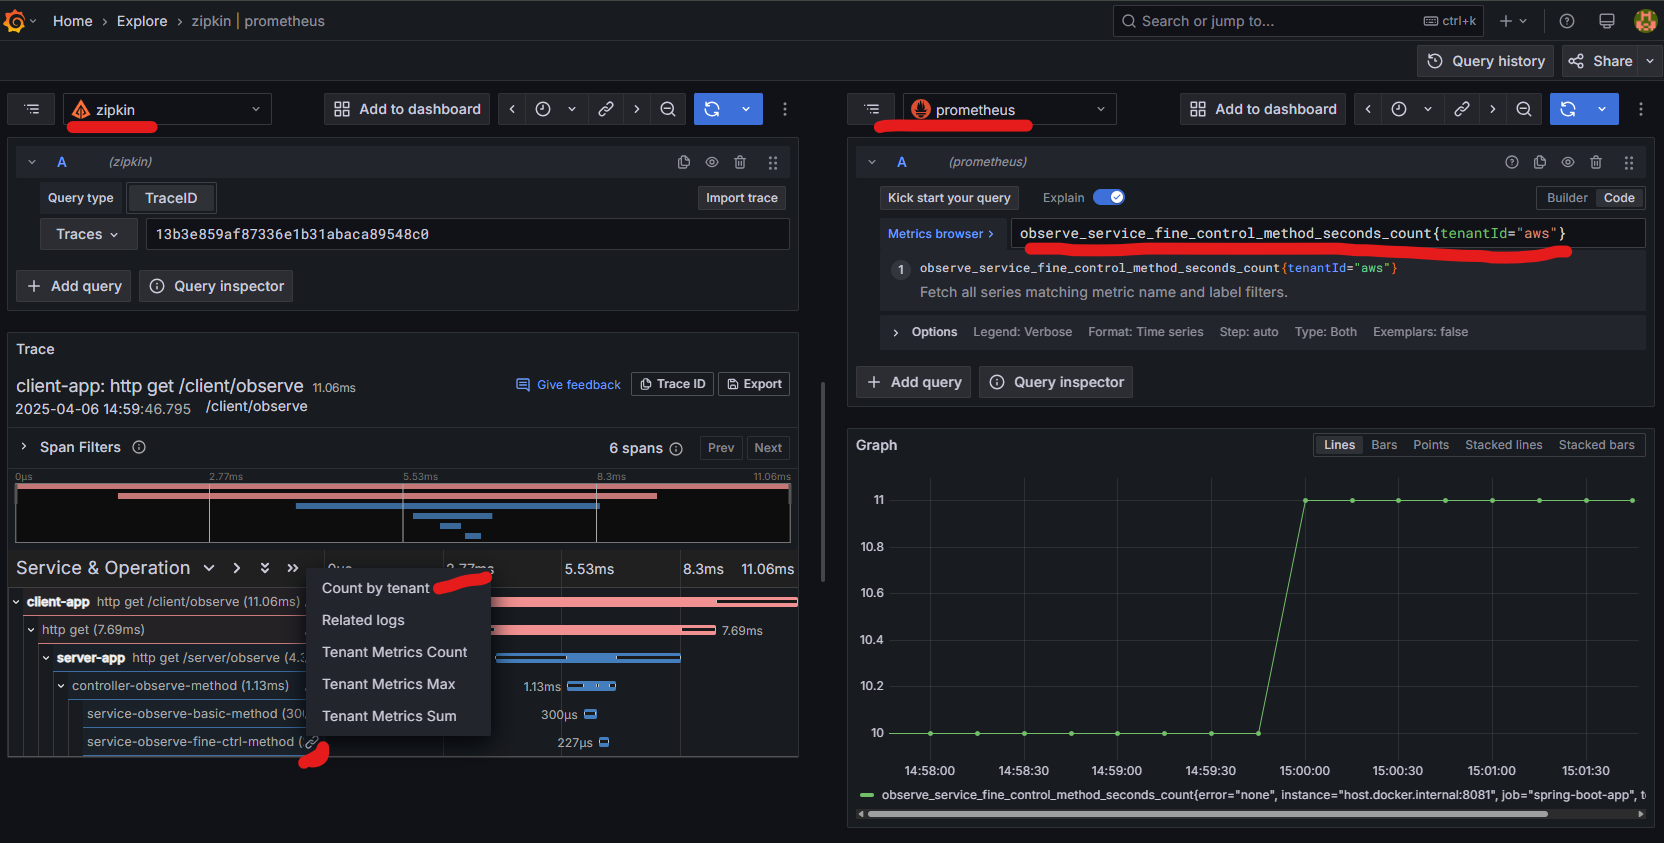 Home › Explore › zipkin | prometheus
Search or jump to...
ctrl+k
Query history
Share
zipkin
Add to dashboard
A
(zipkin)
Query type
TraceID
Import trace
Traces
13b3e859af87336e1b31abaca89548c0
+ Add query
Query inspector
Trace
client-app: http get /client/observe 11.06ms
Give feedback
Trace ID
Export
2025-04-06 14:59:46.795 /client/observe
Span Filters
6 spans
Prev
Next
0µs 2.77ms 5.53ms 8.3ms 11.06ms
Service & Operation
5.53ms 8.3ms 11.06ms
client-app http get /client/observe (11.06ms)
http get (7.69ms)
7.69ms
server-app http get /server/observe (4.3
controller-observe-method (1.13ms)
1.13ms
service-observe-basic-method (30
300µs
service-observe-fine-ctrl-method (
227µs
Count by tenant
Related logs
Tenant Metrics Count
Tenant Metrics Max
Tenant Metrics Sum
prometheus
Add to dashboard
A
(prometheus)
Kick start your query
Explain
Builder
Code
Metrics browser >
observe_service_fine_control_method_seconds_count{tenantId="aws"}
1 observe_service_fine_control_method_seconds_count{tenantId="aws"}
Fetch all series matching metric name and label filters.
Options Legend: Verbose Format: Time series Step: auto Type: Both Exemplars: false
+ Add query
Query inspector
Graph
Lines Bars Points Stacked lines Stacked bars
11
10.8
10.6
10.4
10.2
10
14:58:00 14:58:30 14:59:00 14:59:30 15:00:00 15:00:30 15:01:00 15:01:30
observe_service_fine_control_method_seconds_count{error="none", instance="host.docker.internal:8081", job="spring-boot-app", t